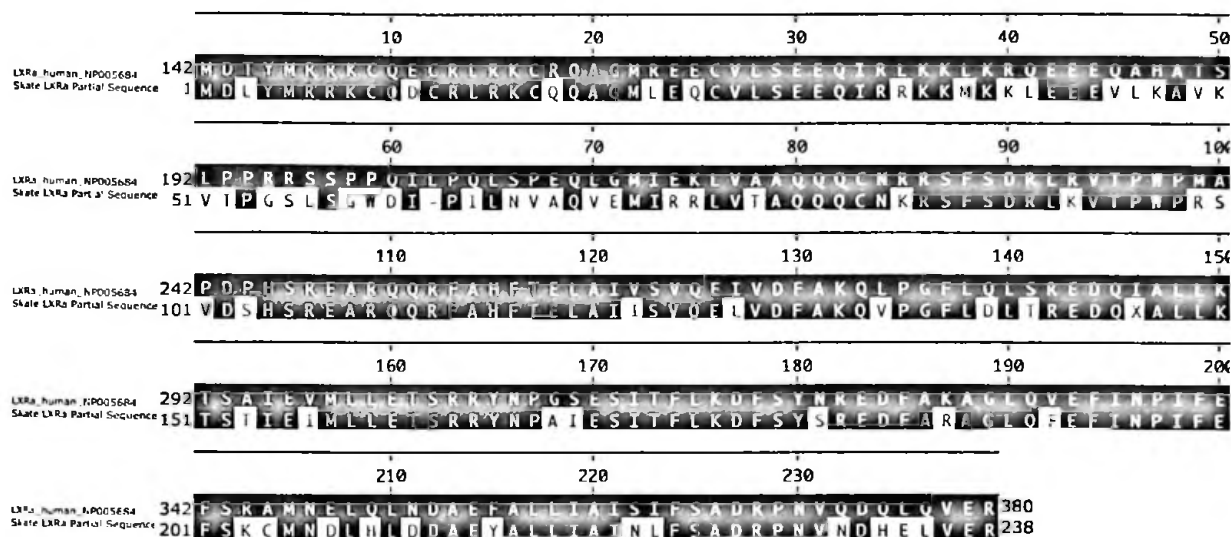 10 20 30 40 50
LXRa_human_NP005684 142 M D T Y M R R K C Q E C R L R K C R Q A G M R E E C V L S E E Q I R L K K L K R Q E E E Q A H A T S
Skate LXRa Partial Sequence 1 M D L Y M R R K C Q D C R L R K C Q Q A G M L E Q C V L S E E Q I R R K K M K K L E E E V L K A V K
60 70 80 90 100
LXRa_human_NP005684 192 L P P R R S S P P Q I L P Q L S P E Q L G M I E K L V A A Q Q Q C N R R S F S D R L R V T P W P M A
Skate LXRa Partial Sequence 51 V T P G S L S G W D I - P I L N V A Q V E M I R R L V T A Q Q Q C N K R S F S D R L K V T P W P R S
110 120 130 140 150
LXRa_human_NP005684 242 P D P H S R E A R Q Q R F A H F T E L A I V S V Q E I V D F A K Q L P G F L Q L S R E D Q I A L L K
Skate LXRa Partial Sequence 101 V D S H S R E A R Q Q R F A H F T E L A I I S V Q E L V D F A K Q V P G F L D L T R E D Q X A L L K
160 170 180 190 200
LXRa_human_NP005684 292 T S A I E V M L L E T S R R Y N P G S E S I T F L K D F S Y N R E D F A K A G L Q V E F I N P I F E
Skate LXRa Partial Sequence 151 T S T I E I M L L E T S R R Y N P A I E S I T F L K D F S Y S R E D F A R A G L Q F E F I N P I F E
210 220 230
LXRa_human_NP005684 342 F S R A M N E L Q L N D A E F A L L I A I S I F S A D R P N V Q D Q L Q V E R 380
Skate LXRa Partial Sequence 201 F S K C M N D L H L D D A E Y A L L I A I N L F S A D R P N V N D H E L V E R 238